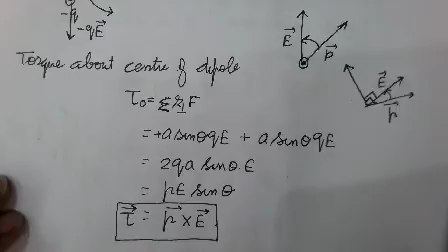 -q
-qE⃗
E⃗
p⃗
Torque about centre of dipole
τ₀ = Σ r⊥F
E⃗
p⃗
= +a sinθ qE + a sinθ qE
= 2qa sinθ.E
= pE sinθ
τ⃗ = p⃗ × E⃗